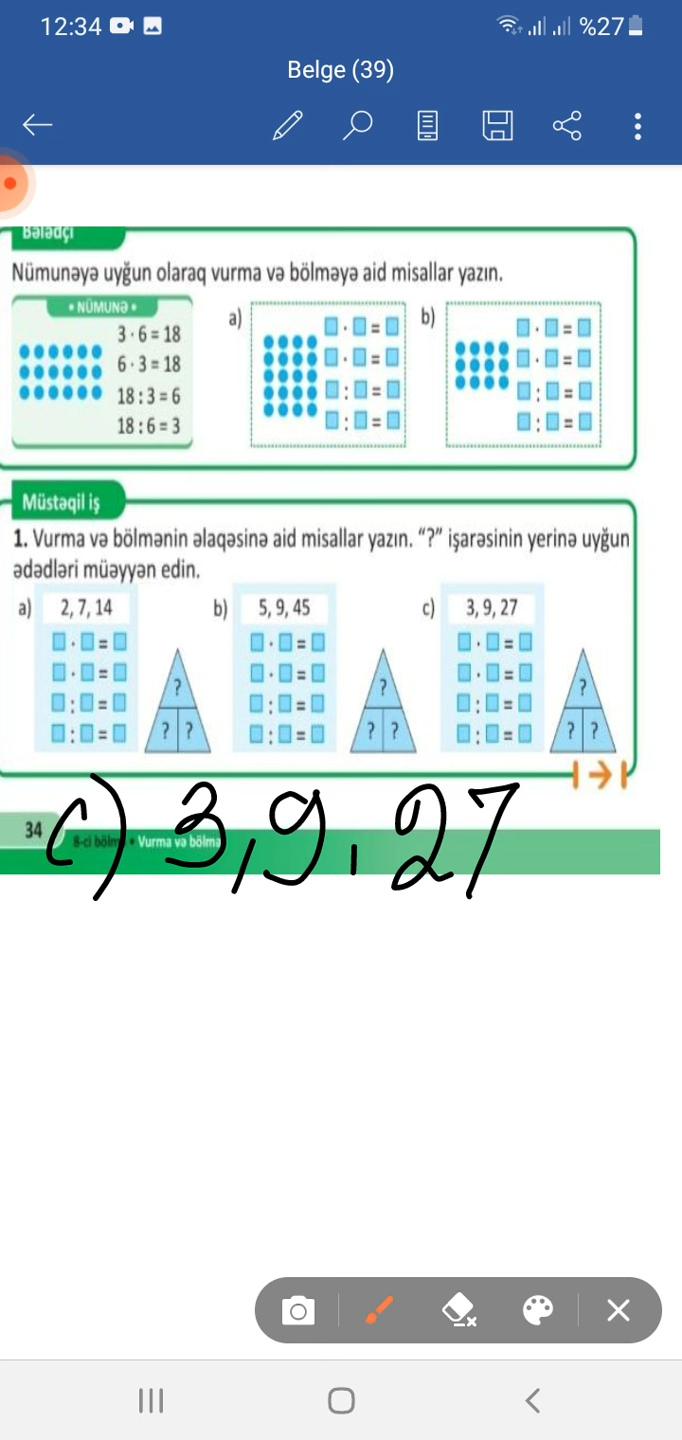 12:34 %27
Belge (39)
Bələdçi
Nümunəyə uyğun olaraq vurma və bölməyə aid misallar yazın.
• NÜMUNƏ •
3 · 6 = 18
6 · 3 = 18
18 : 3 = 6
18 : 6 = 3
a)
· =
· =
: =
: =
b)
· =
· =
: =
: =
Müstəqil iş
1. Vurma və bölmənin əlaqəsinə aid misallar yazın. “?” işarəsinin yerinə uyğun
ədədləri müəyyən edin.
a) 2, 7, 14
· =
· =
: =
: =
?
? ?
b) 5, 9, 45
· =
· =
: =
: =
?
? ?
c) 3, 9, 27
· =
· =
: =
: =
?
? ?
34 8-ci bölmə • Vurma və bölmə
c) 3, 9, 27